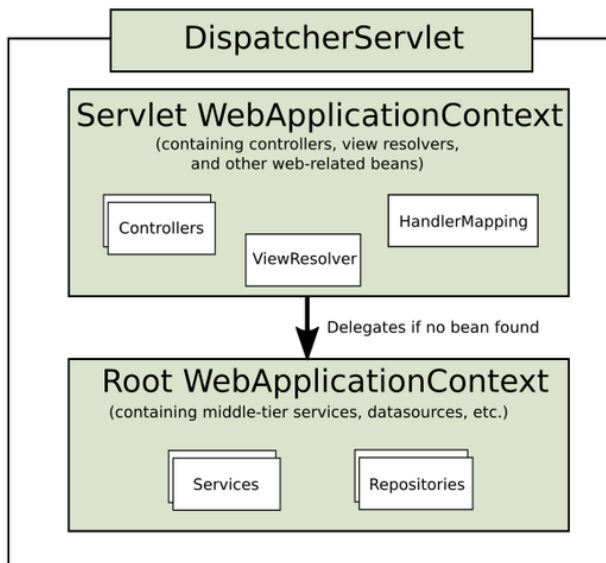 DispatcherServlet
Servlet WebApplicationContext
(containing controllers, view resolvers,
and other web-related beans)
Controllers
HandlerMapping
ViewResolver
Delegates if no bean found
Root WebApplicationContext
(containing middle-tier services, datasources, etc.)
Services
Repositories